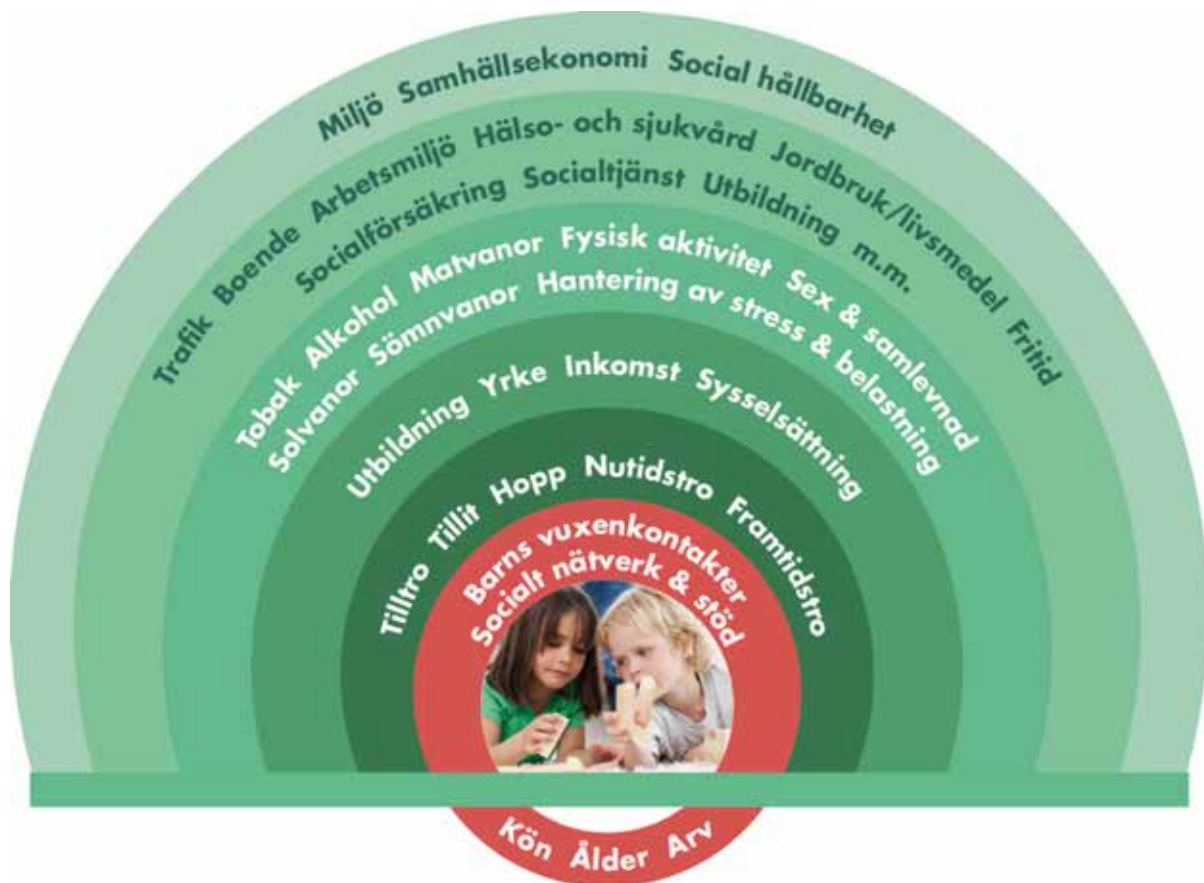 Miljö Samhällsekonomi Social hållbarhet
Trafik Boende Arbetsmiljö Hälso- och sjukvård Jordbruk/livsmedel Fritid
Socialförsäkring Socialtjänst Utbildning m.m.
Tobak Alkohol Matvanor Fysisk aktivitet Sex & samlevnad
Solvanor Sömnvanor Hantering av stress & belastning
Utbildning Yrke Inkomst Sysselsättning
Tilltro Tillit Hopp Nutidstro Framtidstro
Barns vuxenkontakter
Socialt nätverk & stöd
Kön Ålder Arv